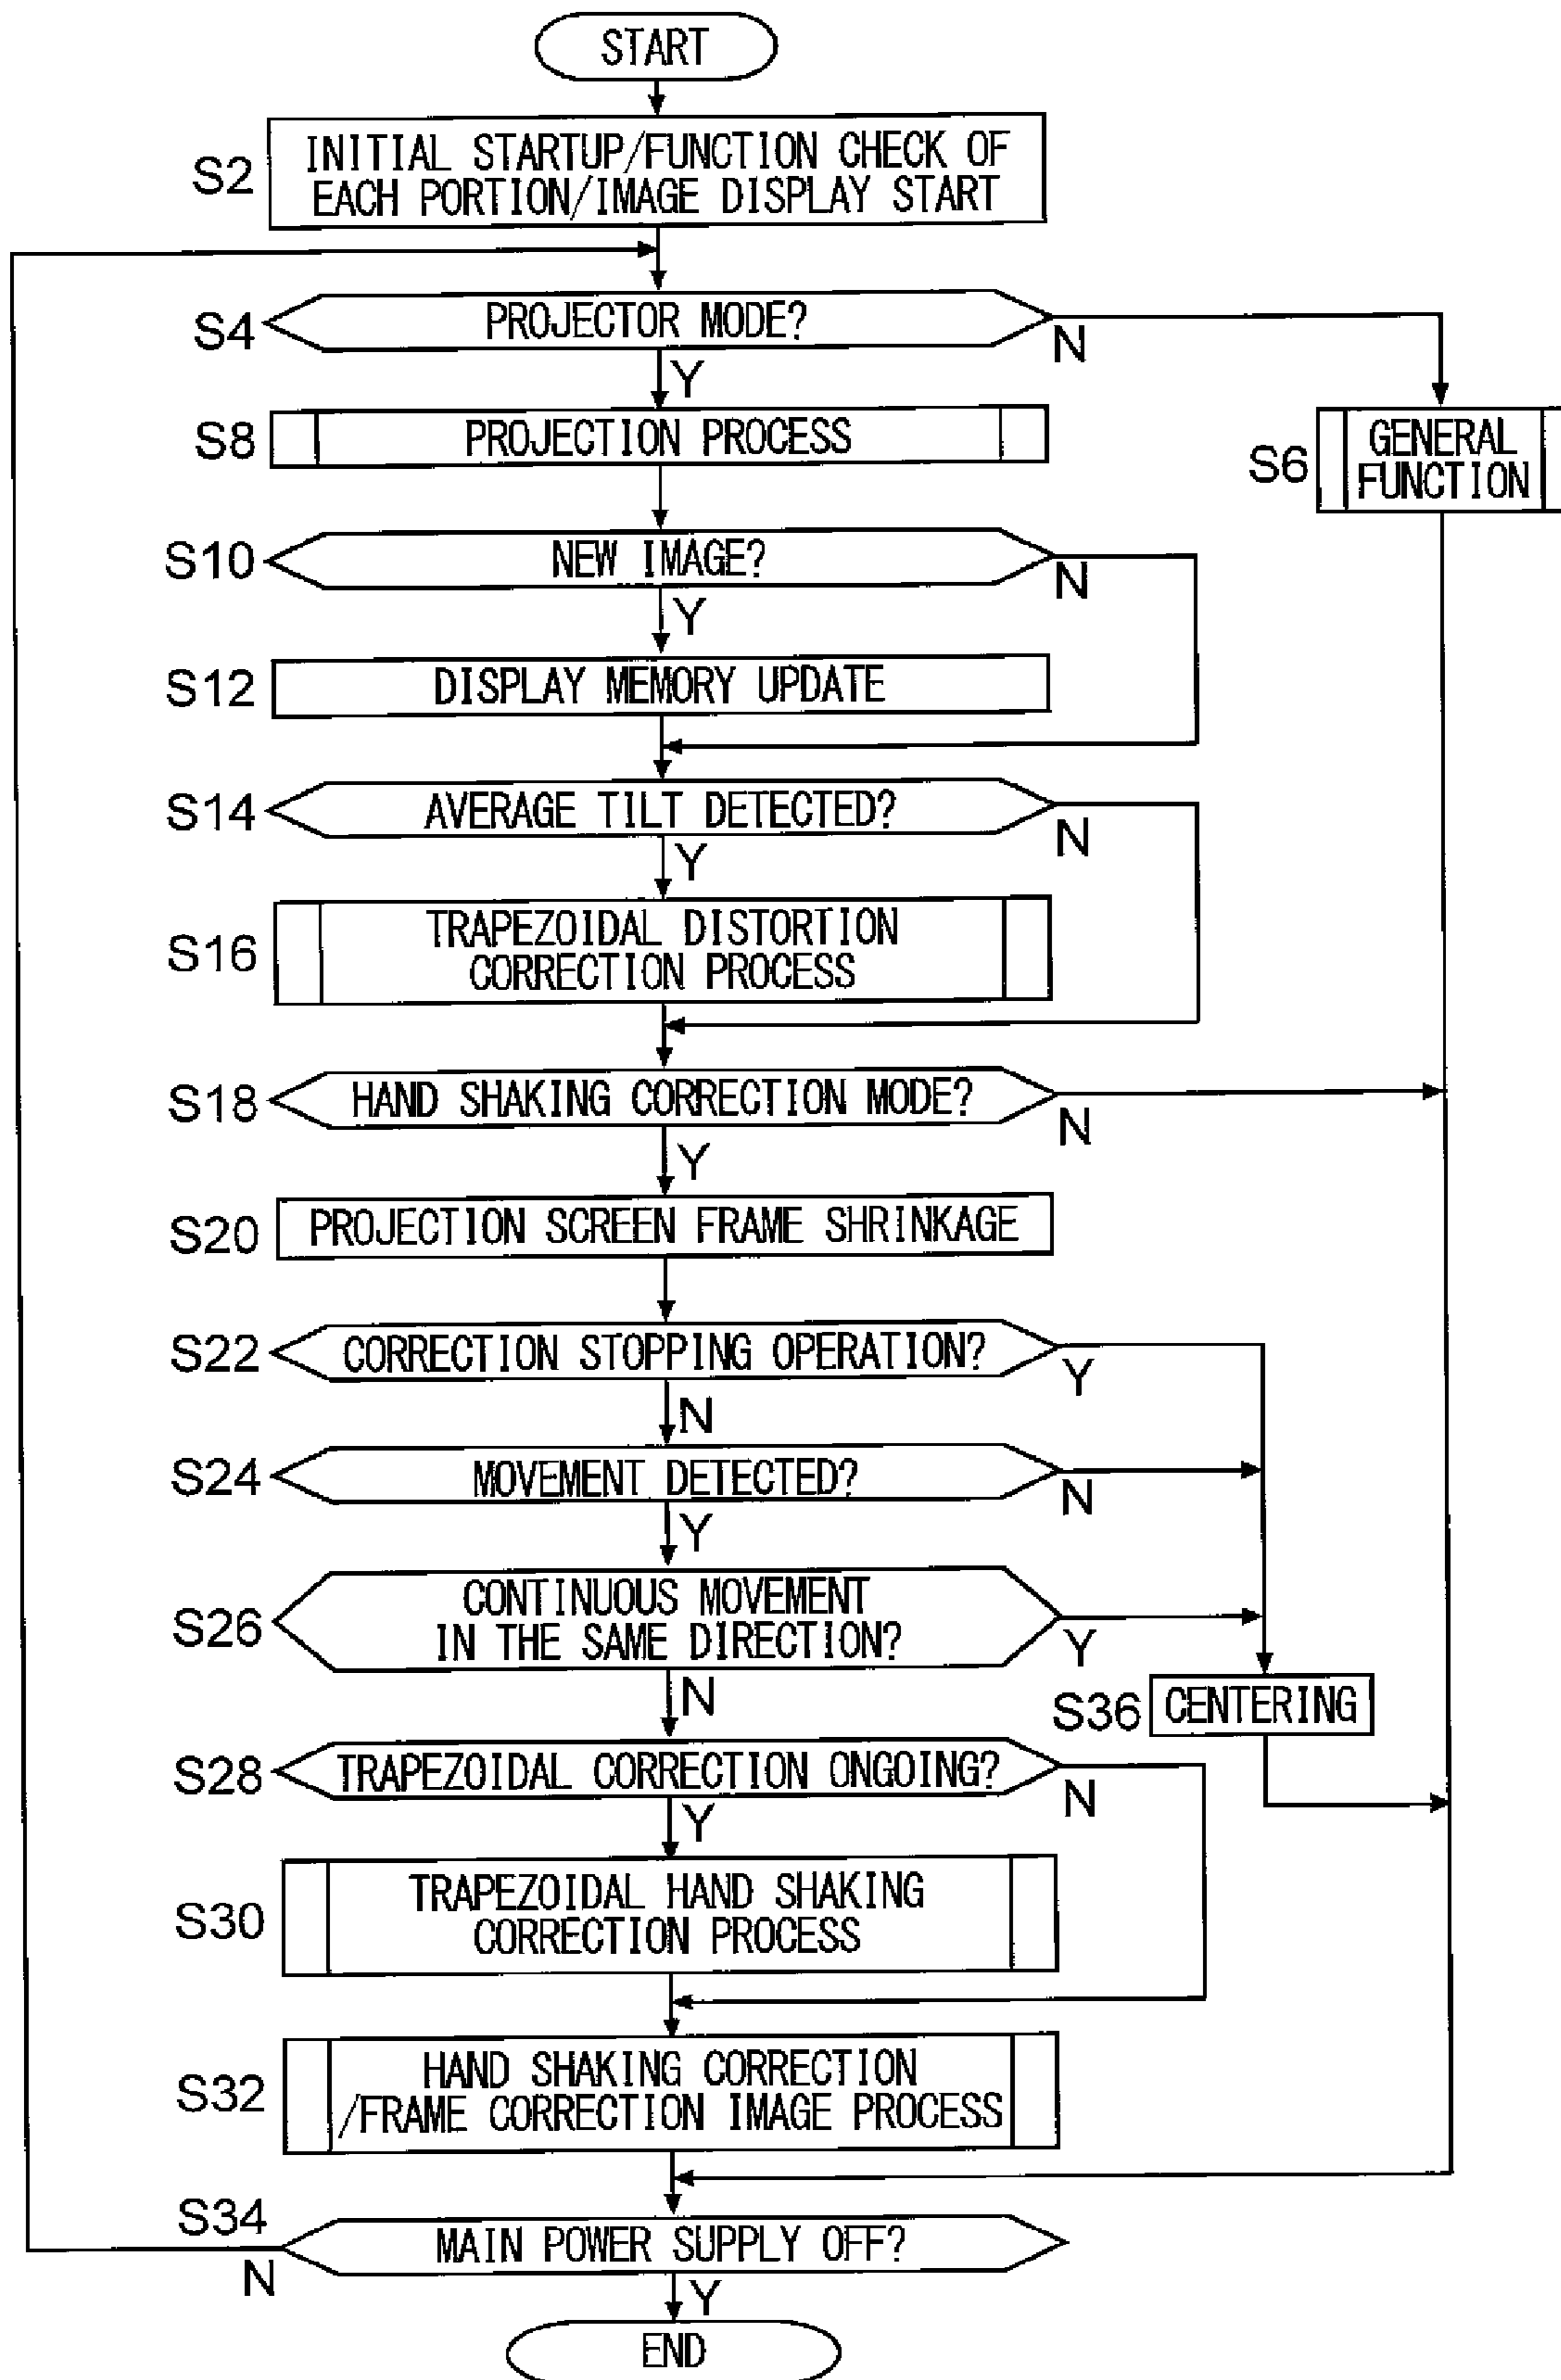 START
S2
INITIAL STARTUP/FUNCTION CHECK OF
EACH PORTION/IMAGE DISPLAY START
S4
PROJECTOR MODE?
N
Y
S8
PROJECTION PROCESS
S6
GENERAL
FUNCTION
S10
NEW IMAGE?
N
Y
S12
DISPLAY MEMORY UPDATE
S14
AVERAGE TILT DETECTED?
N
Y
S16
TRAPEZOIDAL DISTORTION
CORRECTION PROCESS
S18
HAND SHAKING CORRECTION MODE?
N
Y
S20
PROJECTION SCREEN FRAME SHRINKAGE
S22
CORRECTION STOPPING OPERATION?
Y
N
S24
MOVEMENT DETECTED?
N
Y
S26
CONTINUOUS MOVEMENT
IN THE SAME DIRECTION?
Y
N
S36
CENTERING
S28
TRAPEZOIDAL CORRECTION ONGOING?
N
Y
S30
TRAPEZOIDAL HAND SHAKING
CORRECTION PROCESS
S32
HAND SHAKING CORRECTION
/FRAME CORRECTION IMAGE PROCESS
S34
MAIN POWER SUPPLY OFF?
N
Y
END